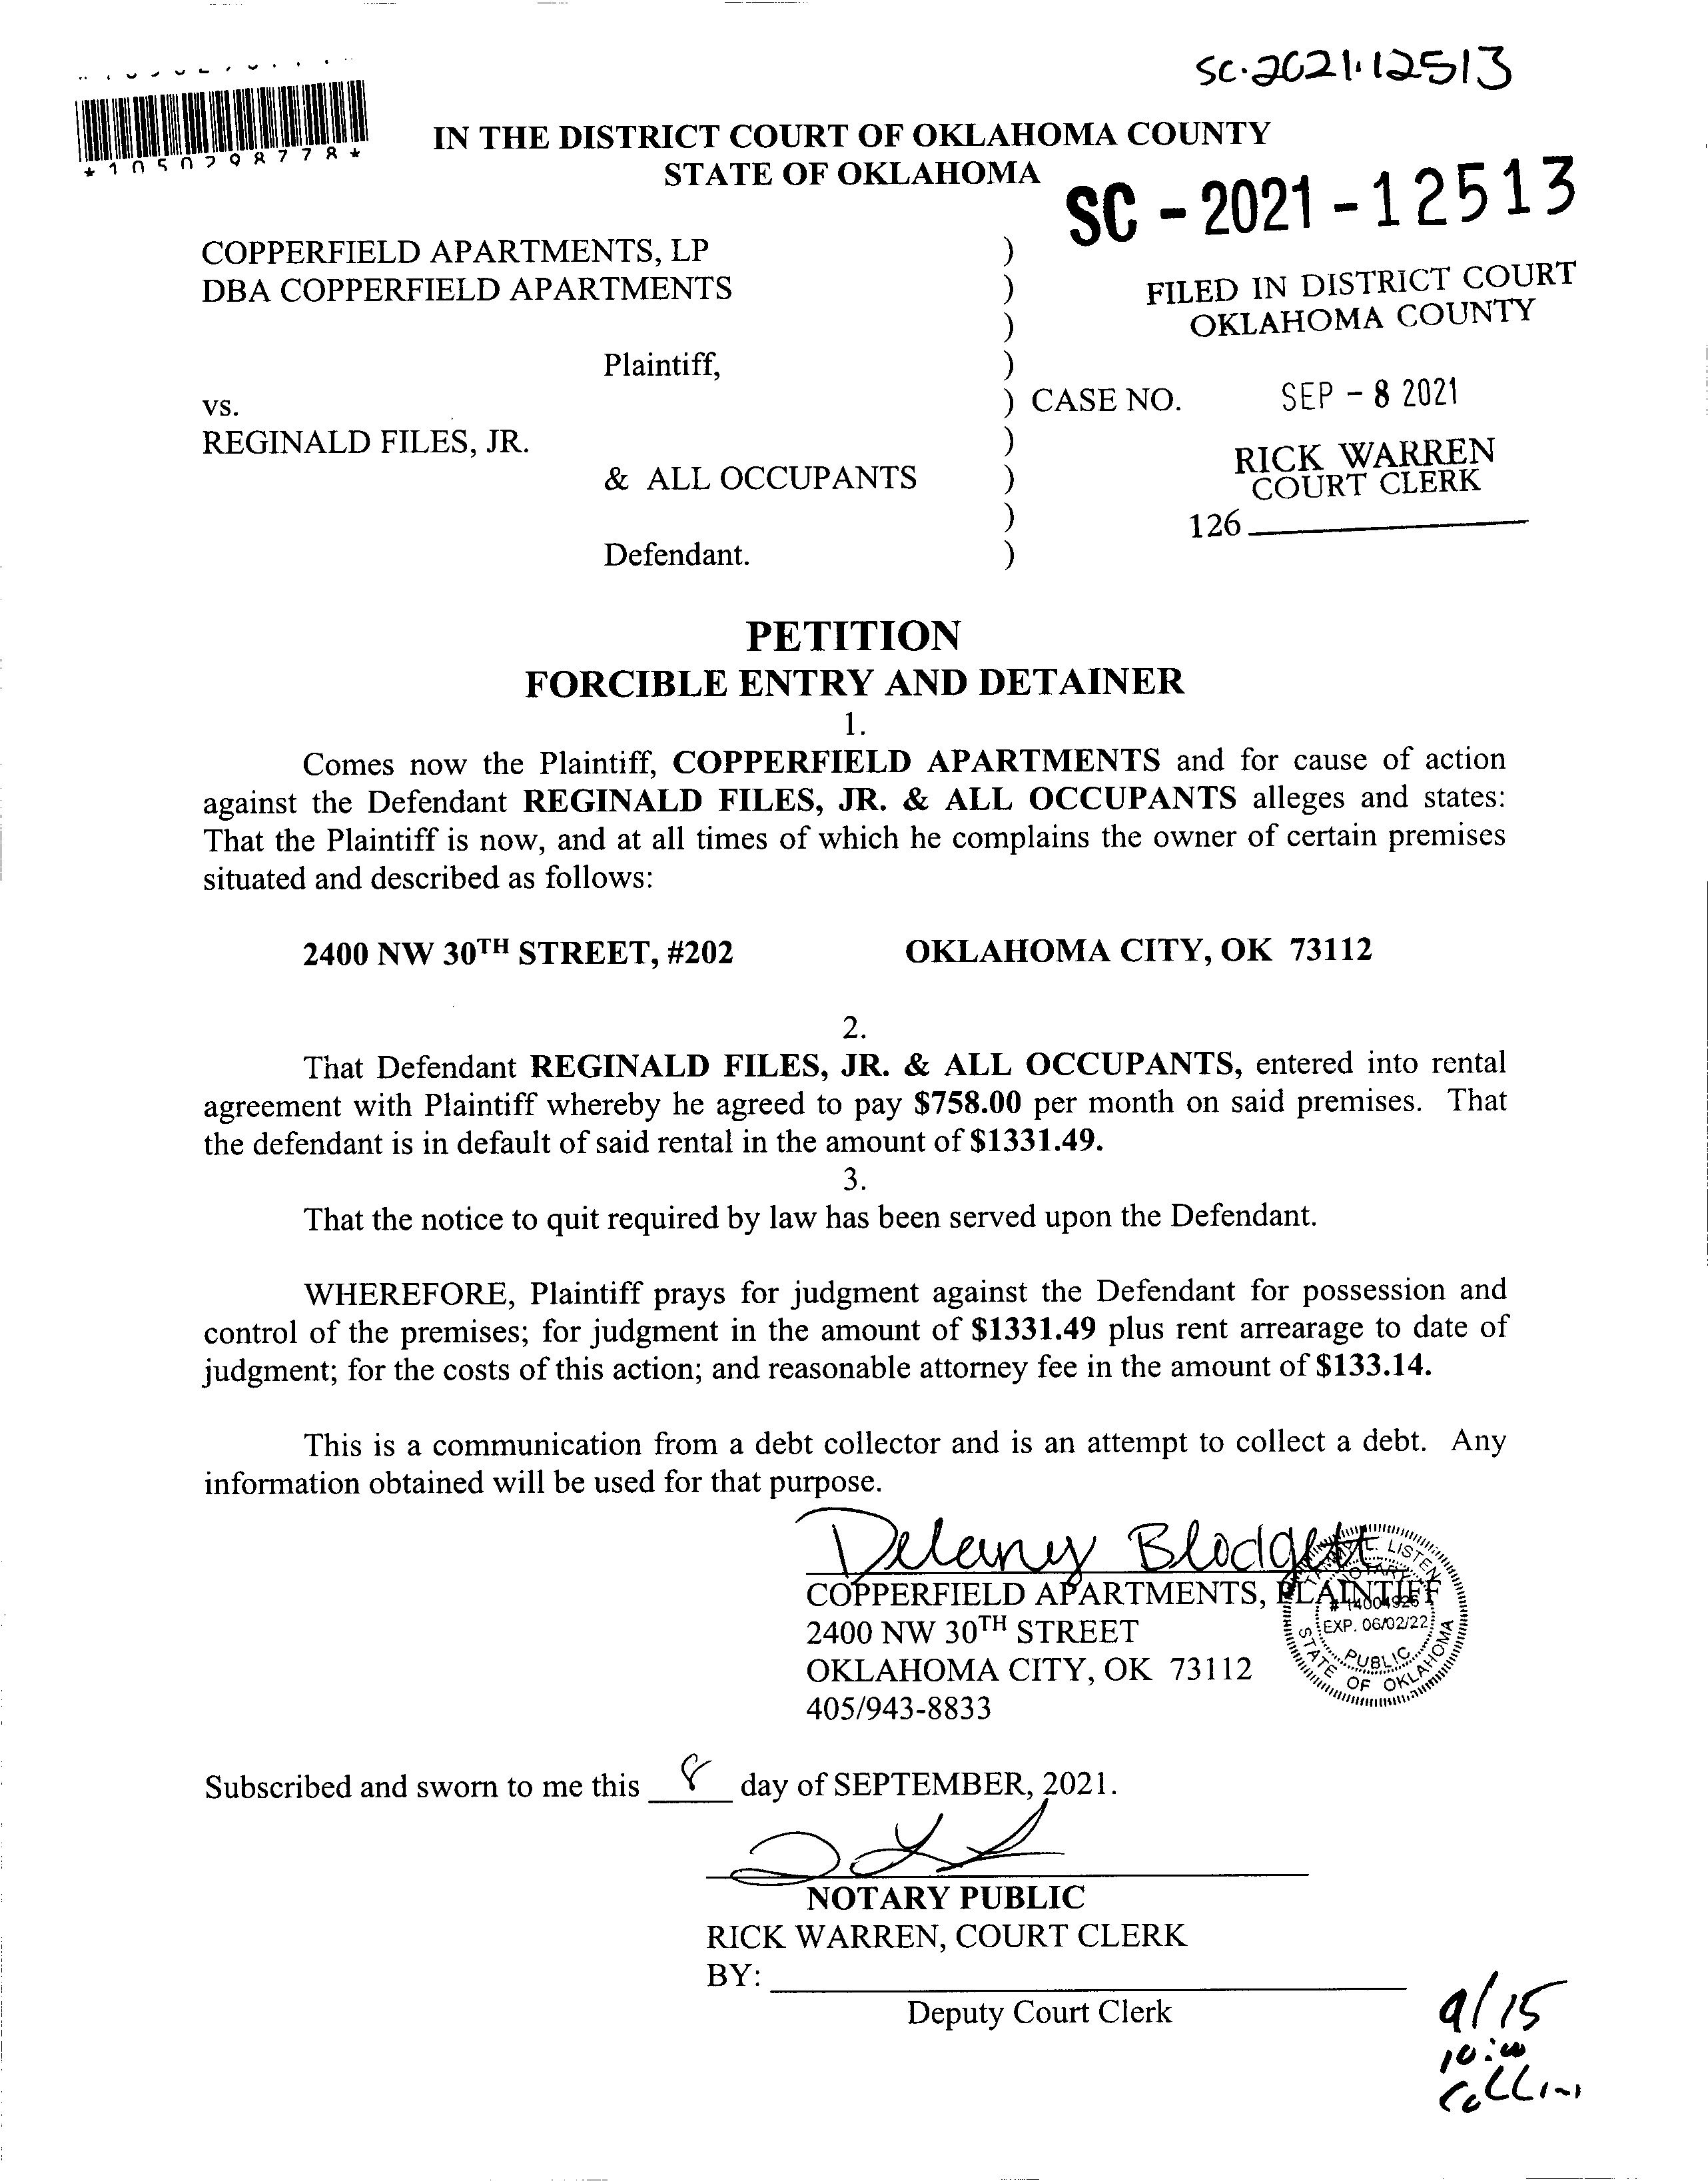 SC·2021·12513
*1050298778*
IN THE DISTRICT COURT OF OKLAHOMA COUNTY
STATE OF OKLAHOMA
SC - 2021 - 12513
COPPERFIELD APARTMENTS, LP )
DBA COPPERFIELD APARTMENTS )
FILED IN DISTRICT COURT
OKLAHOMA COUNTY
)
Plaintiff, )
vs. ) CASE NO. SEP - 8 2021
REGINALD FILES, JR. )
RICK WARREN
COURT CLERK
& ALL OCCUPANTS )
)
126
Defendant. )
PETITION
FORCIBLE ENTRY AND DETAINER
1.
Comes now the Plaintiff, COPPERFIELD APARTMENTS and for cause of action
against the Defendant REGINALD FILES, JR. & ALL OCCUPANTS alleges and states:
That the Plaintiff is now, and at all times of which he complains the owner of certain premises
situated and described as follows:
2400 NW 30TH STREET, #202 OKLAHOMA CITY, OK 73112
2.
That Defendant REGINALD FILES, JR. & ALL OCCUPANTS, entered into rental
agreement with Plaintiff whereby he agreed to pay $758.00 per month on said premises. That
the defendant is in default of said rental in the amount of $1331.49.
3.
That the notice to quit required by law has been served upon the Defendant.
WHEREFORE, Plaintiff prays for judgment against the Defendant for possession and
control of the premises; for judgment in the amount of $1331.49 plus rent arrearage to date of
judgment; for the costs of this action; and reasonable attorney fee in the amount of $133.14.
This is a communication from a debt collector and is an attempt to collect a debt. Any
information obtained will be used for that purpose.
Delany Blodgett
COPPERFIELD APARTMENTS, PLAINTIFF
2400 NW 30TH STREET
OKLAHOMA CITY, OK 73112
405/943-8833
TAMMY L. LISTEN
NOTARY
# 14004926
EXP. 06/02/22
PUBLIC
STATE OF OKLAHOMA
Subscribed and sworn to me this 8 day of SEPTEMBER, 2021.
NOTARY PUBLIC
RICK WARREN, COURT CLERK
BY:
Deputy Court Clerk
9/15
10:00
Collins